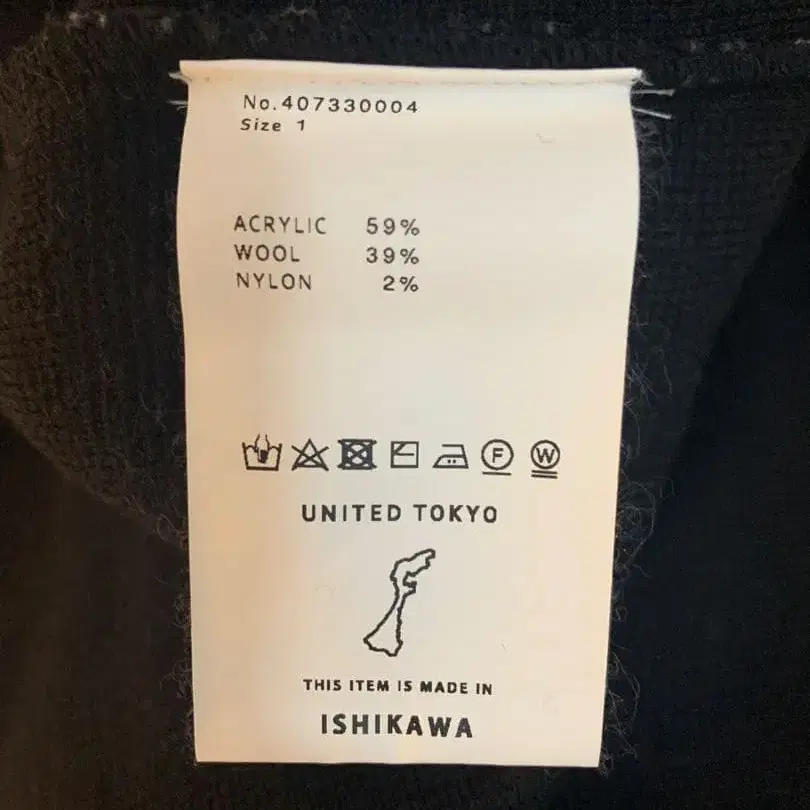 No.407330004
Size 1
ACRYLIC 59%
WOOL 39%
NYLON 2%
F W
UNITED TOKYO
THIS ITEM IS MADE IN
ISHIKAWA